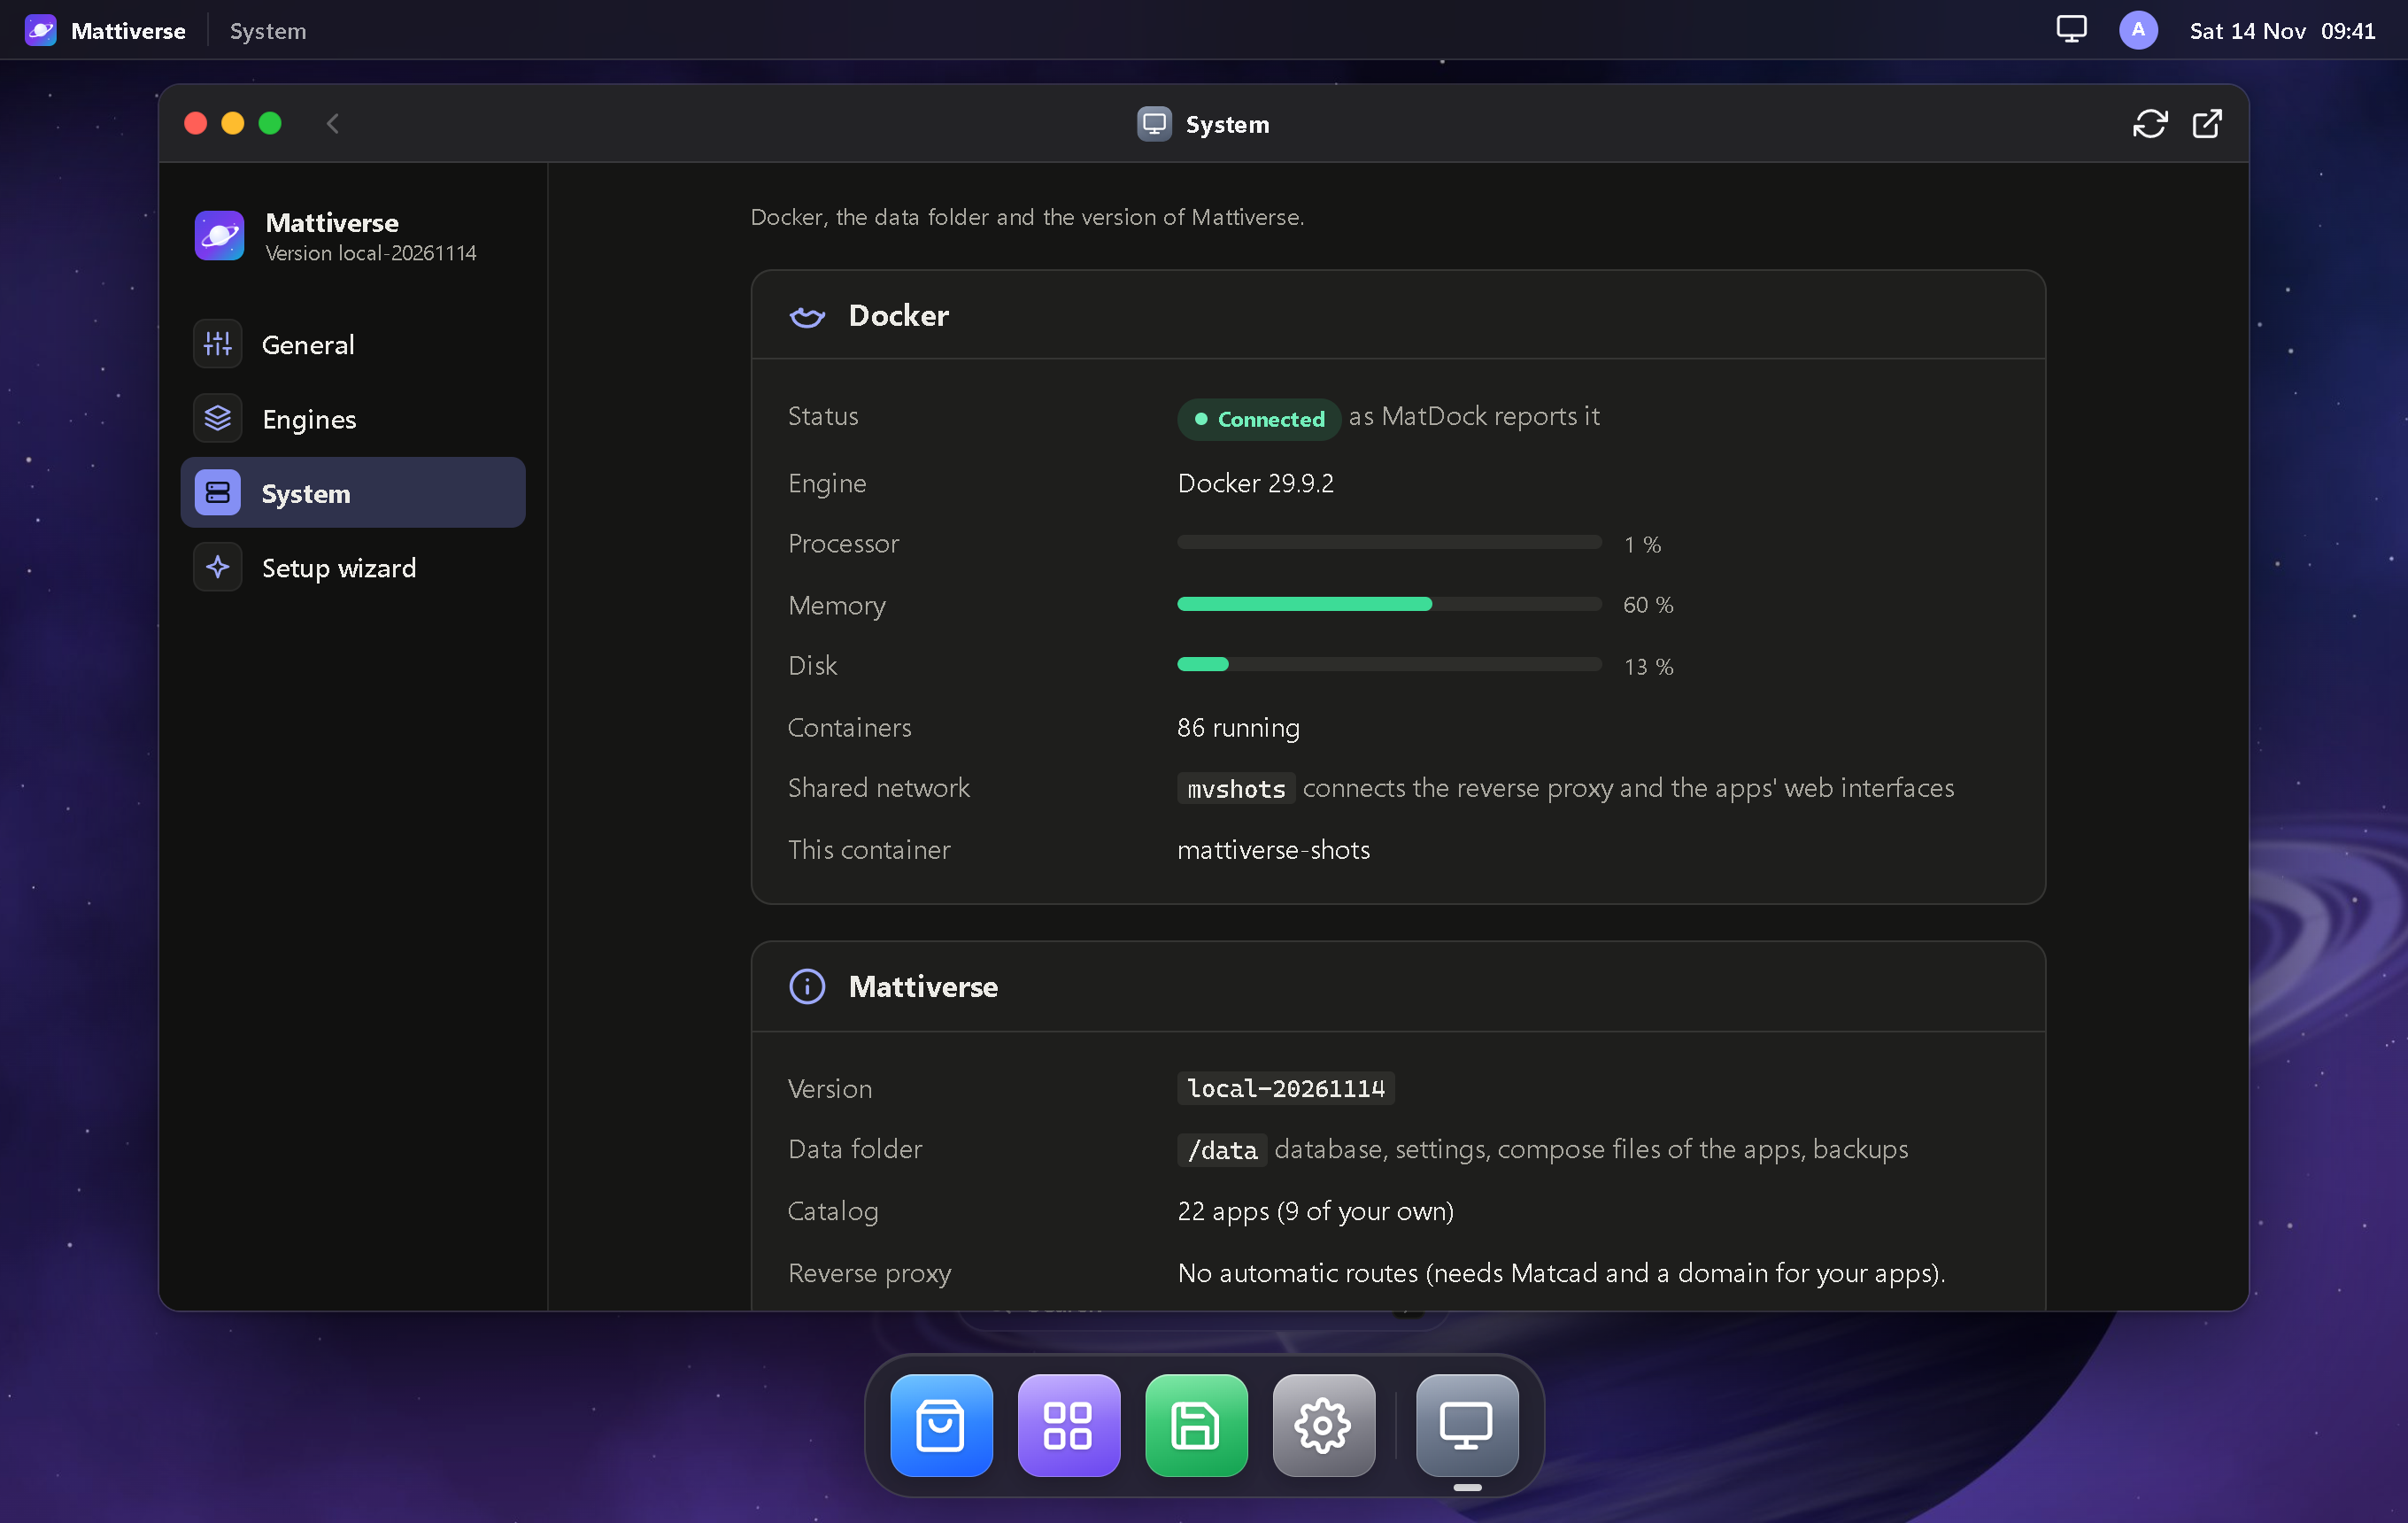 Mattiverse System A Sat 14 Nov 09:41
System
Mattiverse
Version local-20261114
General
Engines
System
Setup wizard
Docker, the data folder and the version of Mattiverse.
Docker
Status Connected as MatDock reports it
Engine Docker 29.9.2
Processor 1 %
Memory 60 %
Disk 13 %
Containers 86 running
Shared network mvshots connects the reverse proxy and the apps' web interfaces
This container mattiverse-shots
Mattiverse
Version local-20261114
Data folder /data database, settings, compose files of the apps, backups
Catalog 22 apps (9 of your own)
Reverse proxy No automatic routes (needs Matcad and a domain for your apps).